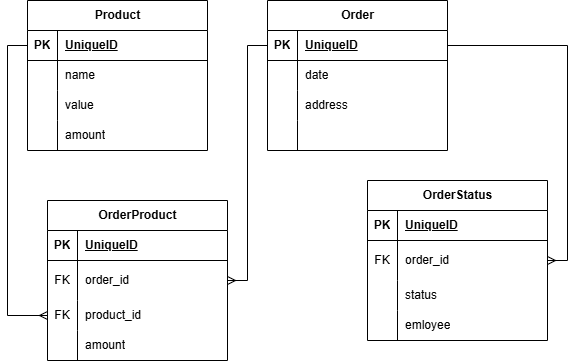 Product
PK UniqueID
name
value
amount
Order
PK UniqueID
date
address
OrderProduct
PK UniqueID
FK order_id
FK product_id
amount
OrderStatus
PK UniqueID
FK order_id
status
emloyee